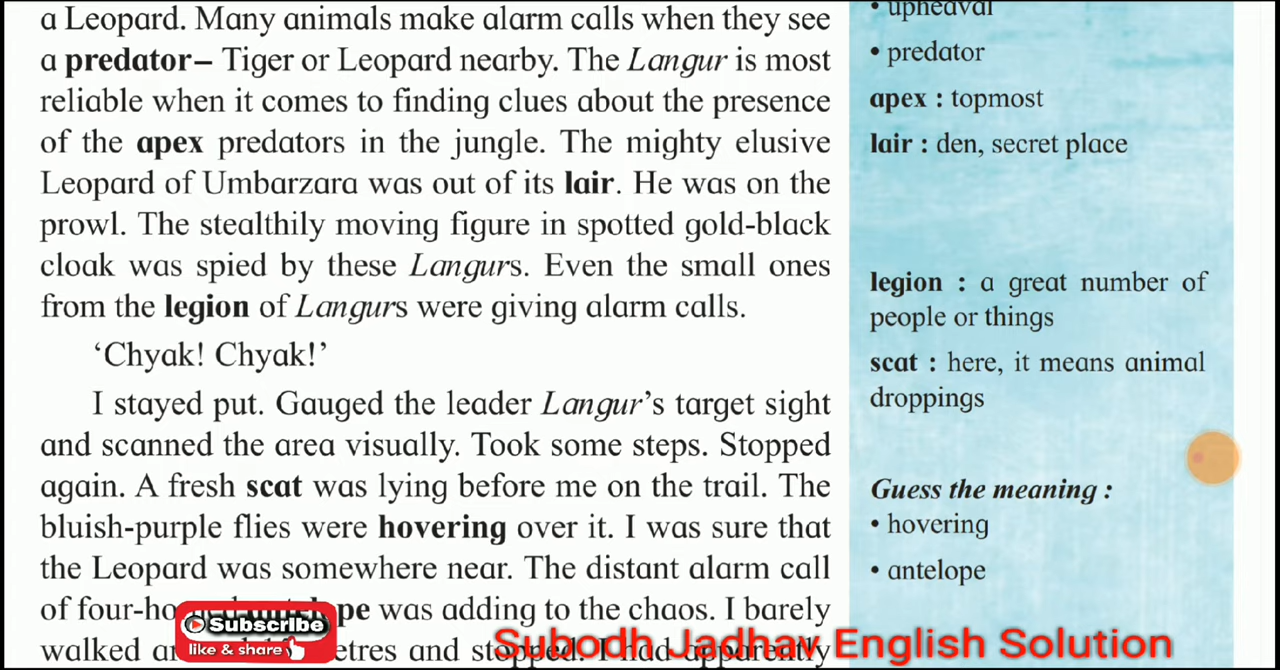 a Leopard. Many animals make alarm calls when they see
a predator– Tiger or Leopard nearby. The Langur is most
reliable when it comes to finding clues about the presence
of the apex predators in the jungle. The mighty elusive
Leopard of Umbarzara was out of its lair. He was on the
prowl. The stealthily moving figure in spotted gold-black
cloak was spied by these Langurs. Even the small ones
from the legion of Langurs were giving alarm calls.
‘Chyak! Chyak!’
I stayed put. Gauged the leader Langur’s target sight
and scanned the area visually. Took some steps. Stopped
again. A fresh scat was lying before me on the trail. The
bluish-purple flies were hovering over it. I was sure that
the Leopard was somewhere near. The distant alarm call
of was adding to the chaos. I barely
walked and stopped. I had apparently
• upheaval
• predator
apex : topmost
lair : den, secret place
legion : a great number of
people or things
scat : here, it means animal
droppings
Guess the meaning :
• hovering
• antelope
Subscribe
like & share
Subodh Jadhav English Solution